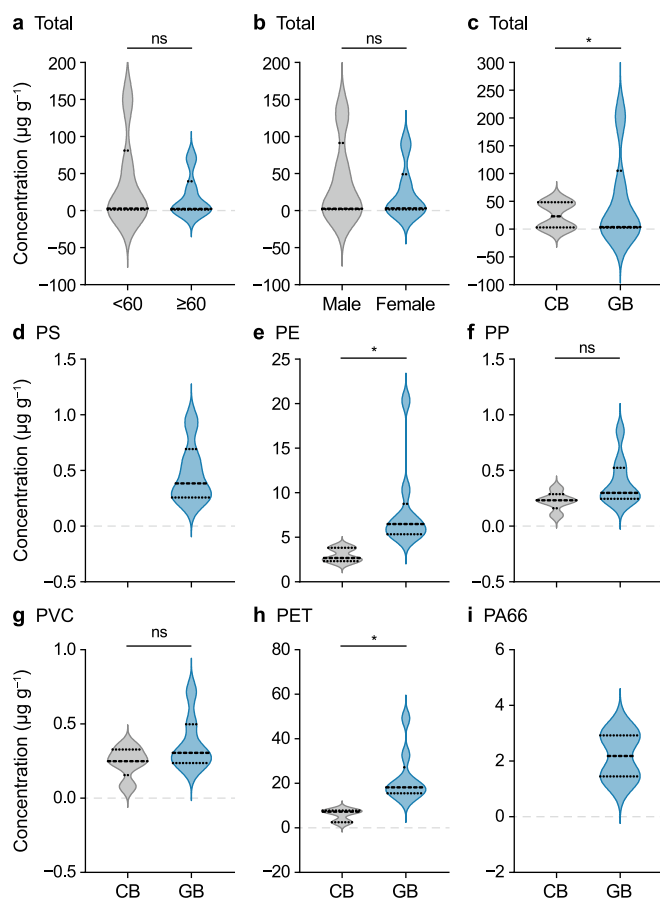 a Total
b Total
c Total
ns
ns
*
Concentration (µg g⁻¹)
200
150
100
50
0
−50
−100
200
150
100
50
0
−50
−100
300
250
200
150
100
50
0
−50
−100
<60 ≥60
Male Female
CB GB
d PS
e PE
f PP
*
ns
Concentration (µg g⁻¹)
1.5
1.0
0.5
0.0
−0.5
25
20
15
10
5
0
1.5
1.0
0.5
0.0
−0.5
g PVC
h PET
i PA66
ns
*
Concentration (µg g⁻¹)
1.0
0.5
0.0
−0.5
80
60
40
20
0
−20
6
4
2
0
−2
CB GB
CB GB
CB GB